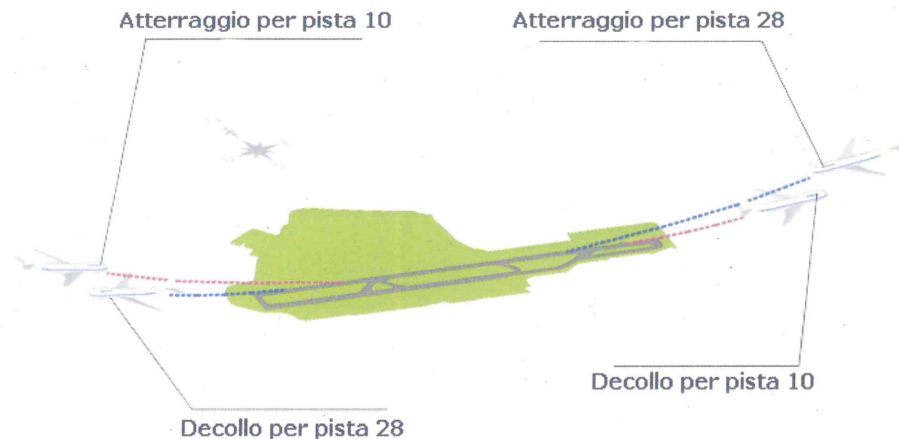 Atterraggio per pista 10
Atterraggio per pista 28
Decollo per pista 10
Decollo per pista 28